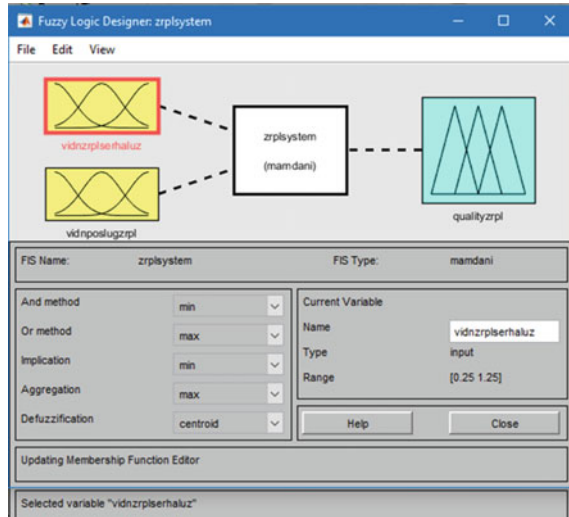 Fuzzy Logic Designer: zrplsystem
File Edit View
vidnzrplserhaluz
zrplsystem
(mamdani)
vidnposlugzrpl
qualityzrpl
FIS Name: zrplsystem FIS Type: mamdani
And method min
Or method max
Implication min
Aggregation max
Defuzzification centroid
Current Variable
Name vidnzrplserhaluz
Type input
Range [0.25 1.25]
Help Close
Updating Membership Function Editor
Selected variable "vidnzrplserhaluz"